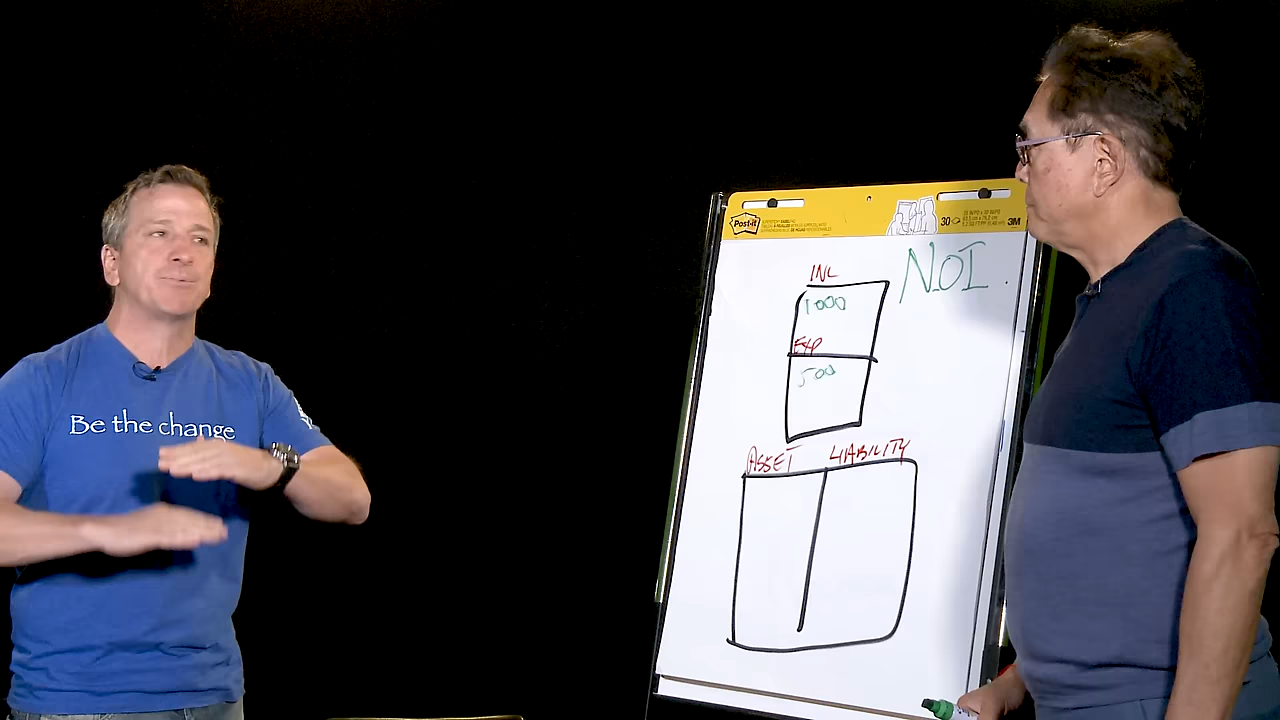 Be the change
Post-it
30
3M
INC
NOI.
1000
EXP
500
ASSET LIABILITY